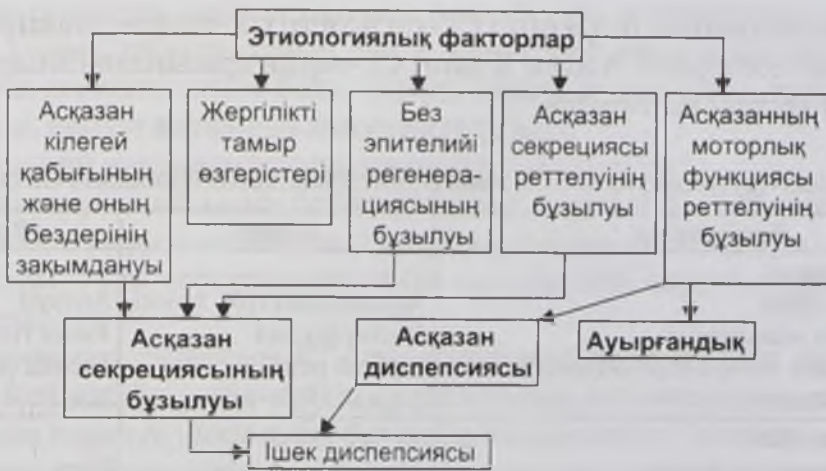 Этиологиялық факторлар
Асқазан
кілегей
қабығының
және оның
бездерінің
зақымдануы
Жергілікті
тамыр
өзгерістері
Без
эпителийі
регенера-
циясының
бұзылуы
Асқазан
секрециясы
реттелуінің
бұзылуы
Асқазанның
моторлық
функциясы
реттелуінің
бұзылуы
Асқазан
секрециясының
бұзылуы
Асқазан
диспепсиясы
Ауырғандық
Ішек диспепсиясы